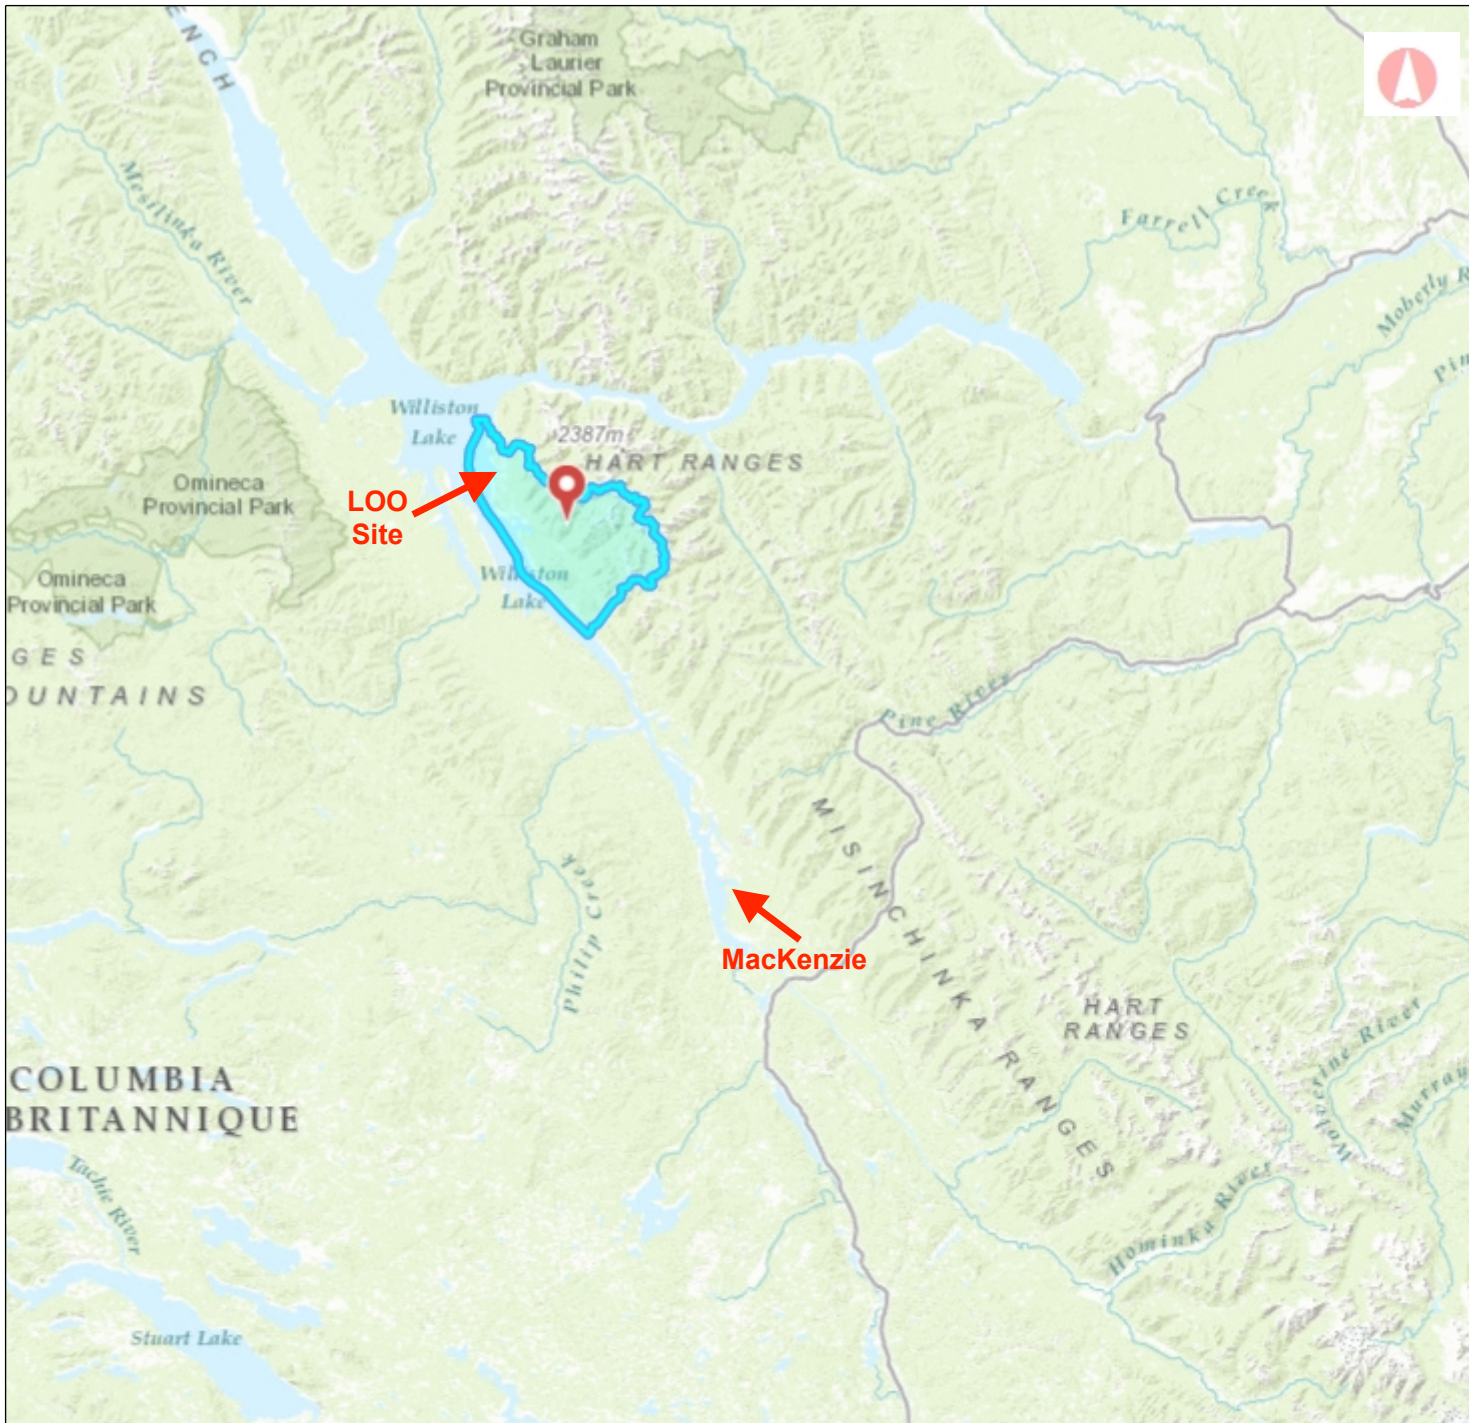 ENCH
Graham
Laurier
Provincial Park
Mesilinka River
Farrell Creek
Moberly R
Pin
Williston
Lake
2387m
HART RANGES
Omineca
Provincial Park
LOO
Site
Omineca
Provincial Park
Williston
Lake
GES
OUNTAINS
Pine River
MISINCHINKA RANGES
Philip Creek
MacKenzie
HART
RANGES
Wolverine River
Murray
COLUMBIA
BRITANNIQUE
Tachie River
Hominka River
Stuart Lake